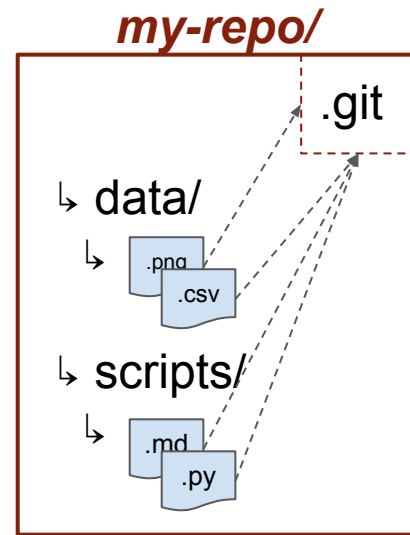 my-repo/
.git
↳ data/
↳ .png
.csv
↳ scripts/
↳ .md
.py